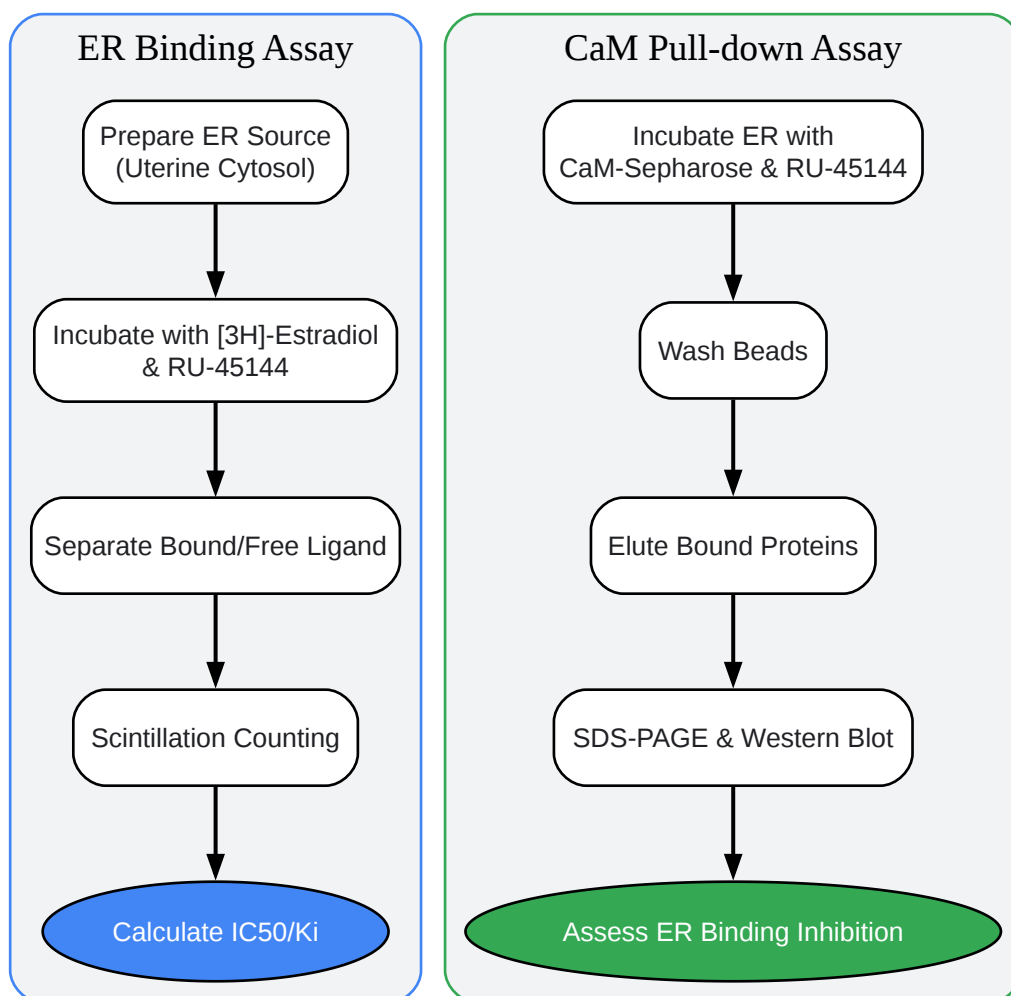 ER Binding Assay
Prepare ER Source
(Uterine Cytosol)
Incubate with [3H]-Estradiol
& RU-45144
Separate Bound/Free Ligand
Scintillation Counting
Calculate IC50/Ki
CaM Pull-down Assay
Incubate ER with
CaM-Sepharose & RU-45144
Wash Beads
Elute Bound Proteins
SDS-PAGE & Western Blot
Assess ER Binding Inhibition